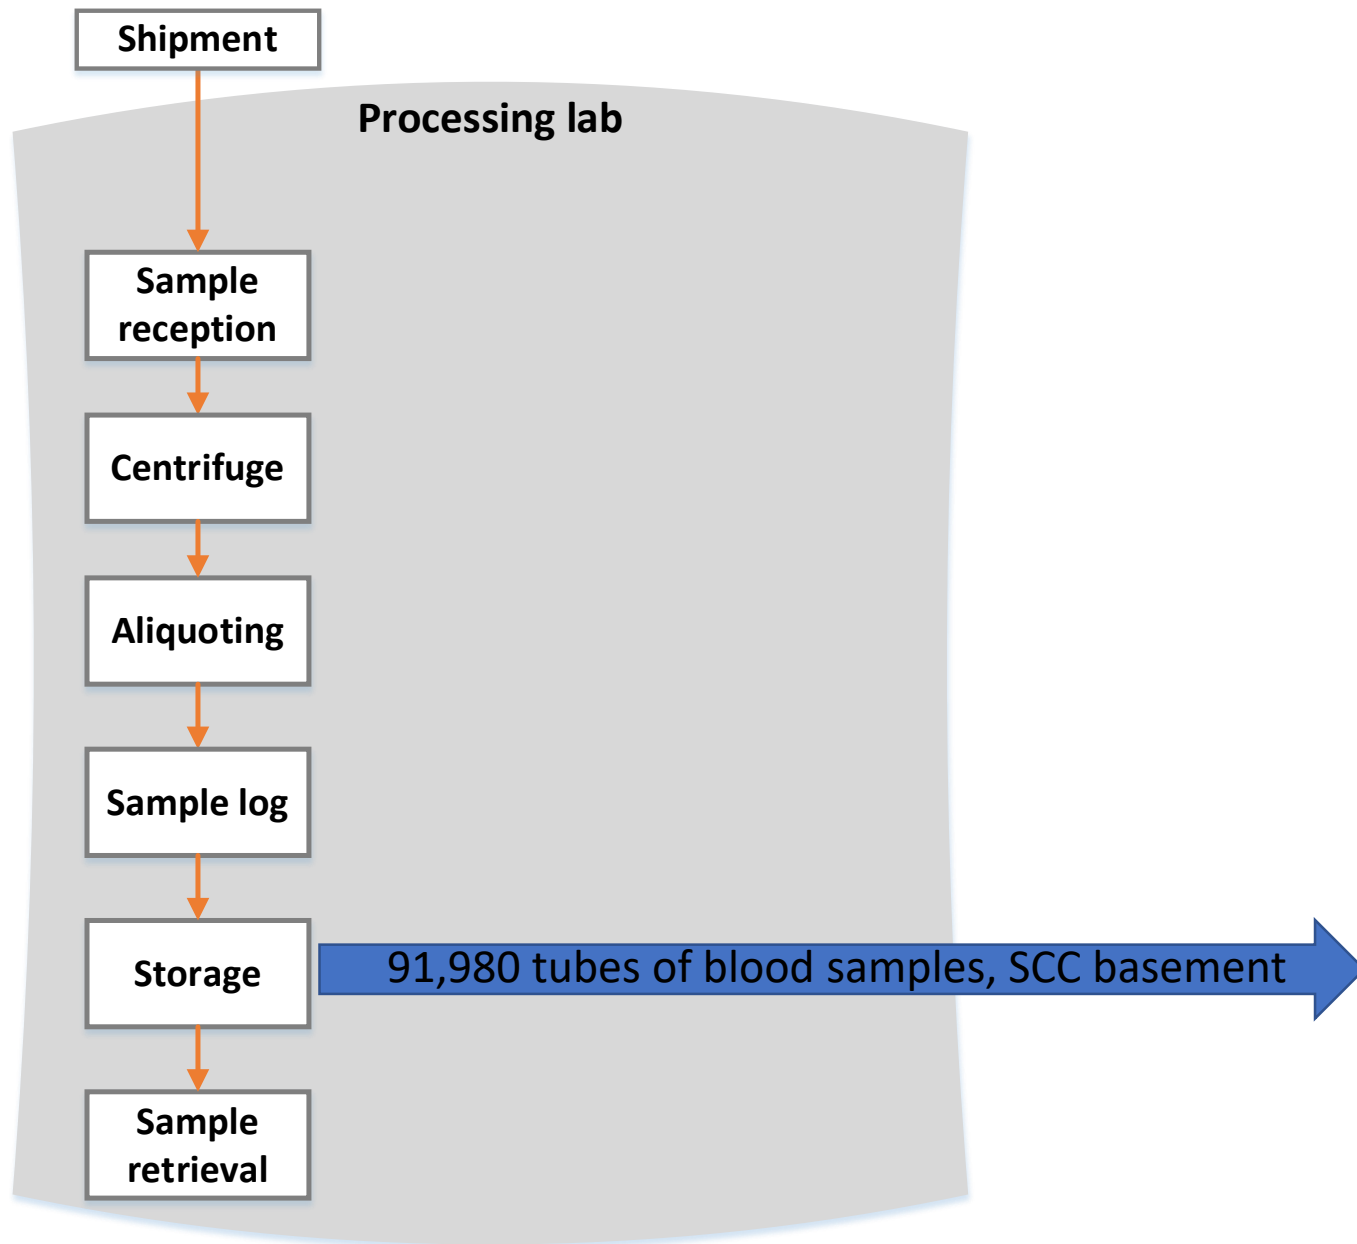 Shipment
Processing lab
Sample
reception
Centrifuge
Aliquoting
Sample log
Storage
91,980 tubes of blood samples, SCC basement
Sample
retrieval